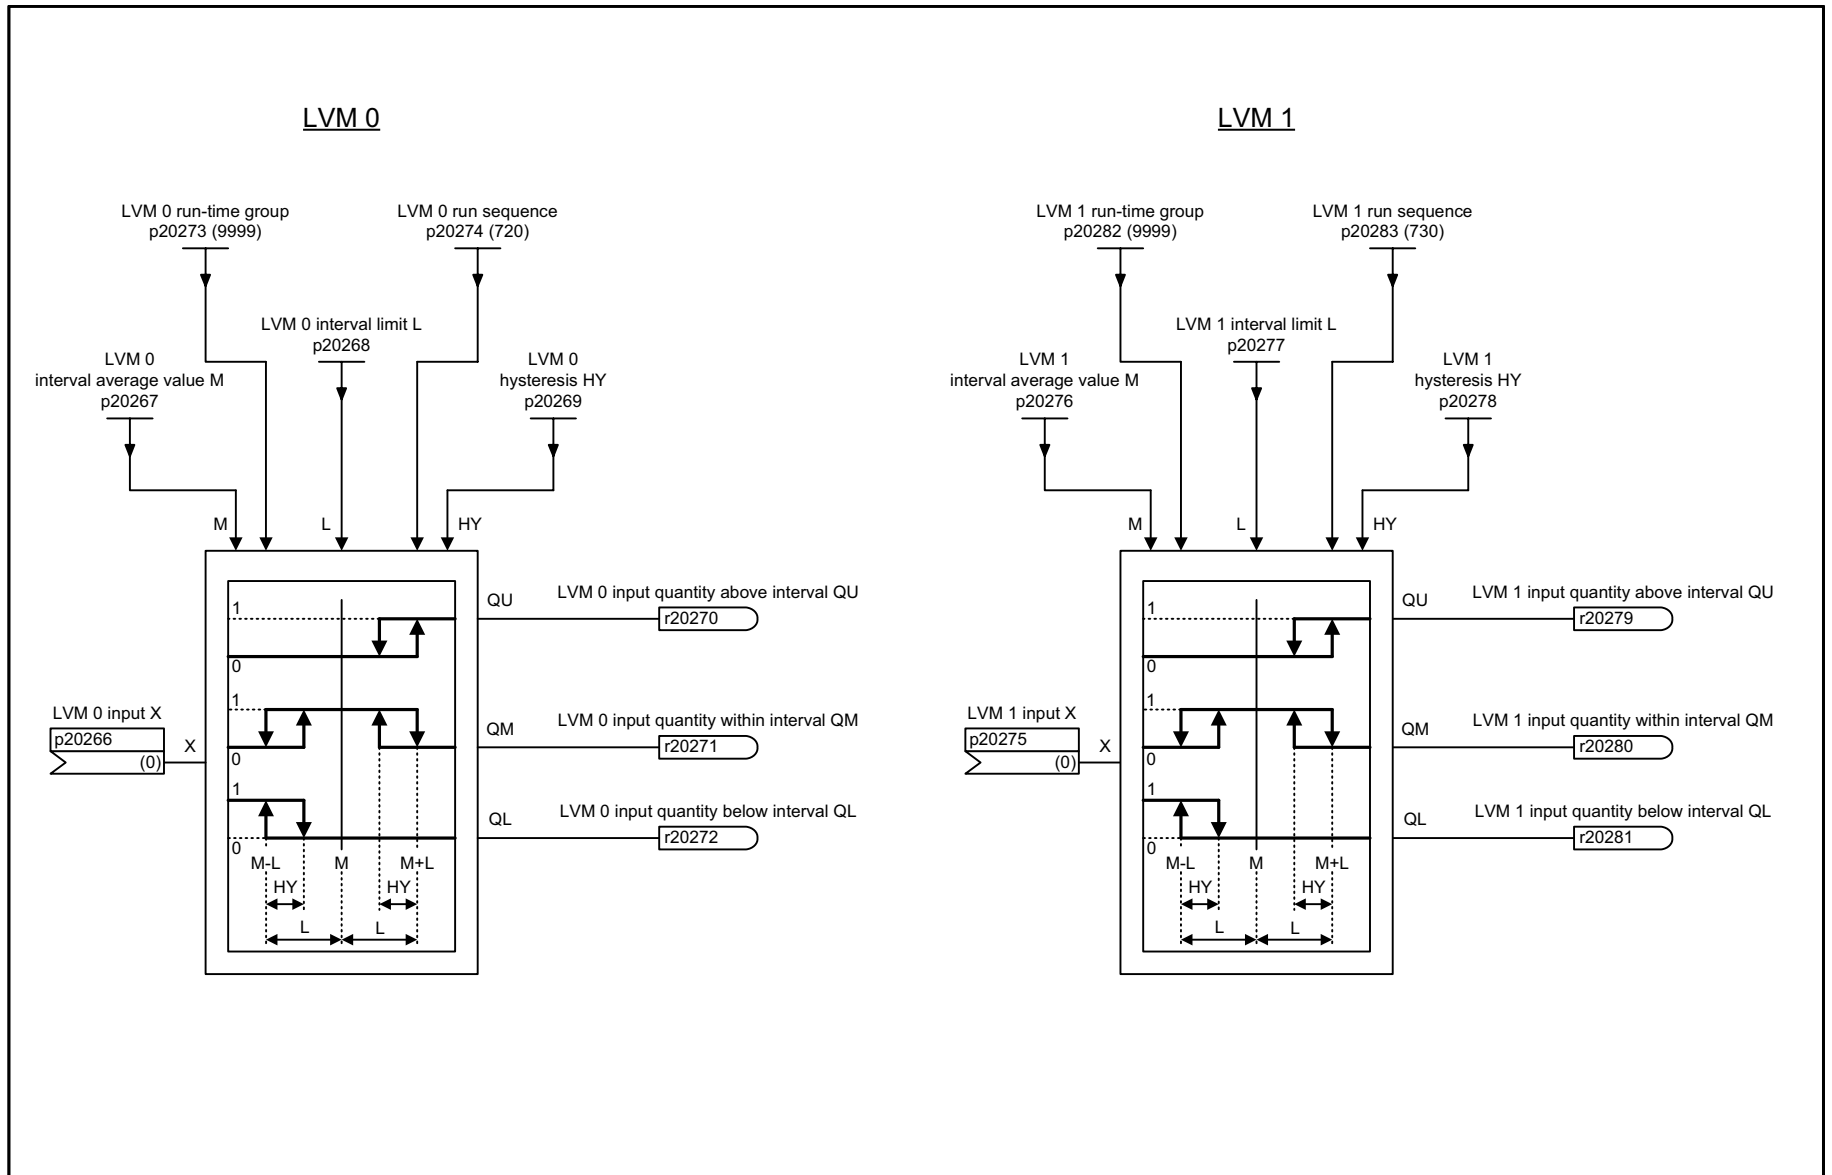 LVM 0
LVM 0 run-time group
p20273 (9999)
LVM 0 run sequence
p20274 (720)
LVM 0 interval limit L
p20268
LVM 0
interval average value M
p20267
LVM 0
hysteresis HY
p20269
M
L
HY
LVM 0 input X
p20266
(0)
X
1
0
1
0
1
0
M-L
M
M+L
HY
HY
L
L
QU
LVM 0 input quantity above interval QU
r20270
QM
LVM 0 input quantity within interval QM
r20271
QL
LVM 0 input quantity below interval QL
r20272
LVM 1
LVM 1 run-time group
p20282 (9999)
LVM 1 run sequence
p20283 (730)
LVM 1 interval limit L
p20277
LVM 1
interval average value M
p20276
LVM 1
hysteresis HY
p20278
M
L
HY
LVM 1 input X
p20275
(0)
X
1
0
1
0
1
0
M-L
M
M+L
HY
HY
L
L
QU
LVM 1 input quantity above interval QU
r20279
QM
LVM 1 input quantity within interval QM
r20280
QL
LVM 1 input quantity below interval QL
r20281